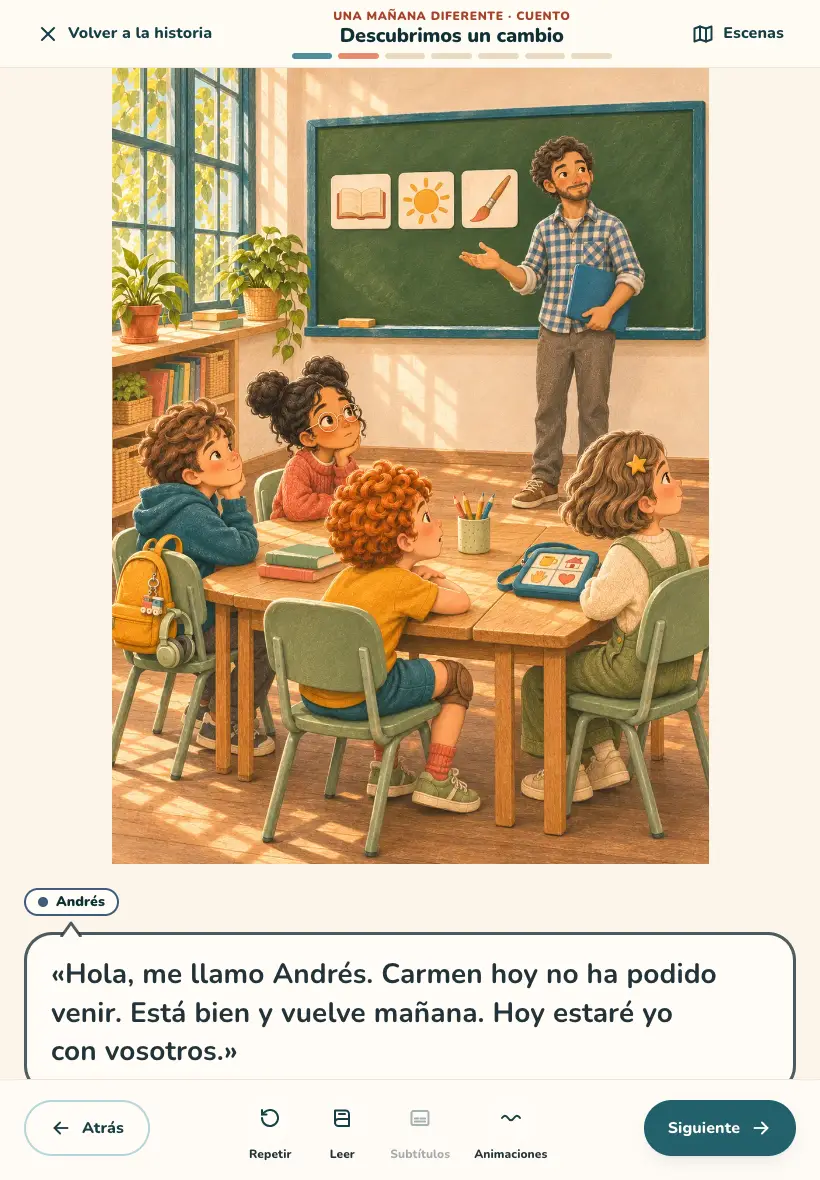 Volver a la historia
UNA MAÑANA DIFERENTE · CUENTO
Descubrimos un cambio
Escenas
Andrés
«Hola, me llamo Andrés. Carmen hoy no ha podido
venir. Está bien y vuelve mañana. Hoy estaré yo
con vosotros.»
Atrás
Repetir
Leer
Subtítulos
Animaciones
Siguiente